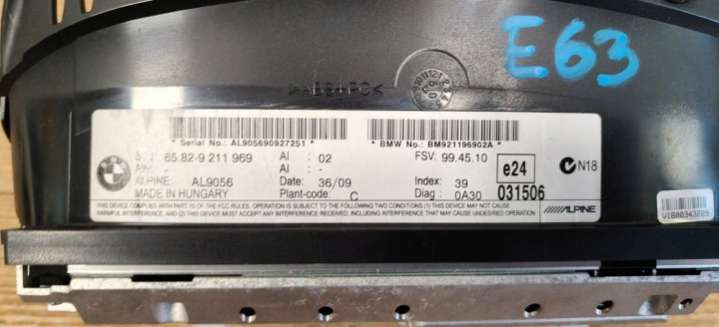 E63
* Serial No.: AL905690927251 *
* BMW No.: BM921196902A *
65.82-9 211 969 AI : 02 FSV: 99.45.10
AI : -
e24
N18
ALPINE: AL9056 Date: 36/09 Index: 39
MADE IN HUNGARY Plant-code: C Diag : 0A30 031506
THIS DEVICE COMPLIES WITH PART 15 OF THE FCC RULES. OPERATION IS SUBJECT TO THE FOLLOWING TWO CONDITIONS (1) THIS DEVICE MAY NOT CAUSE
HARMFUL INTERFERENCE, AND (2) THIS DEVICE MUST ACCEPT ANY INTERFERENCE RECEIVED, INCLUDING INTERFERENCE THAT MAY CAUSE UNDESIRED OPERATION
ALPINE